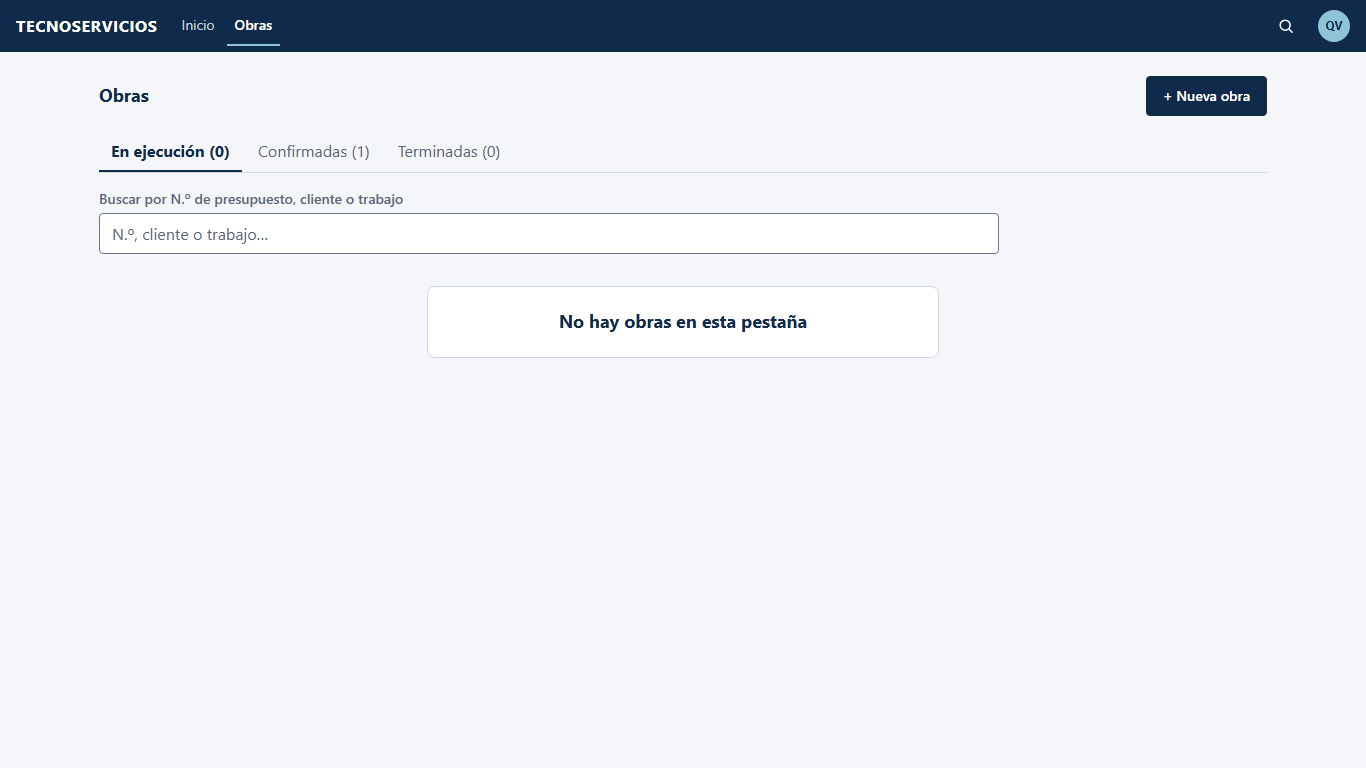 TECNOSERVICIOS Inicio Obras QV
Obras + Nueva obra
En ejecución (0) Confirmadas (1) Terminadas (0)
Buscar por N.º de presupuesto, cliente o trabajo
N.º, cliente o trabajo...
No hay obras en esta pestaña